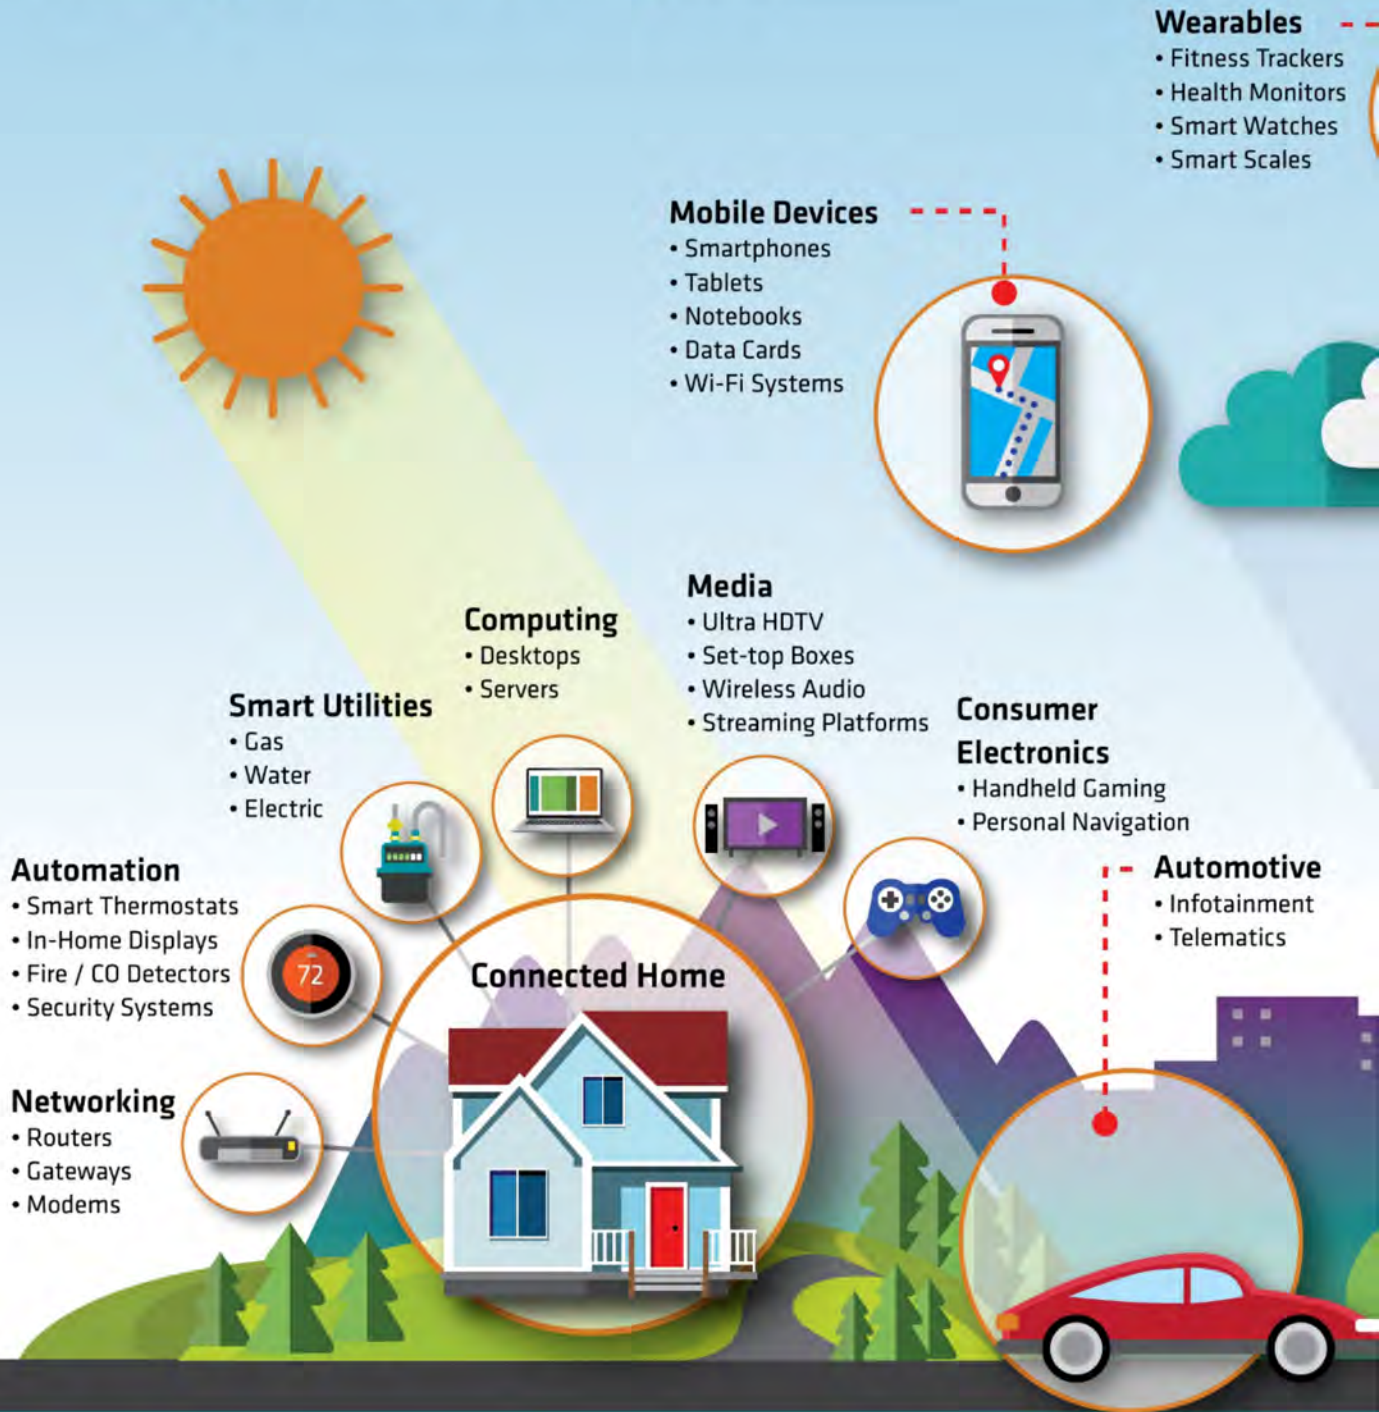 Wearables
• Fitness Trackers
• Health Monitors
• Smart Watches
• Smart Scales
Mobile Devices
• Smartphones
• Tablets
• Notebooks
• Data Cards
• Wi-Fi Systems
Media
• Ultra HDTV
• Set-top Boxes
• Wireless Audio
• Streaming Platforms
Computing
• Desktops
• Servers
Smart Utilities
• Gas
• Water
• Electric
Consumer
Electronics
• Handheld Gaming
• Personal Navigation
Automation
• Smart Thermostats
• In-Home Displays
• Fire / CO Detectors
• Security Systems
72
Automotive
• Infotainment
• Telematics
Connected Home
Networking
• Routers
• Gateways
• Modems